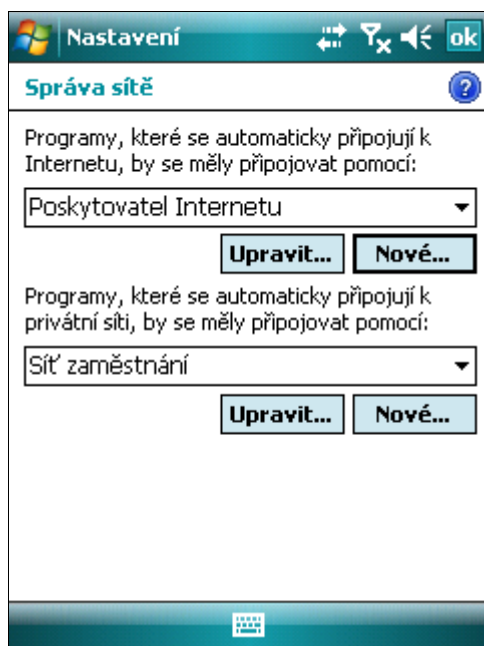 Nastavení ok
Správa sítě ?
Programy, které se automaticky připojují k
Internetu, by se měly připojovat pomocí:
Poskytovatel Internetu
Upravit... Nové...
Programy, které se automaticky připojují k
privátní síti, by se měly připojovat pomocí:
Síť zaměstnání
Upravit... Nové...